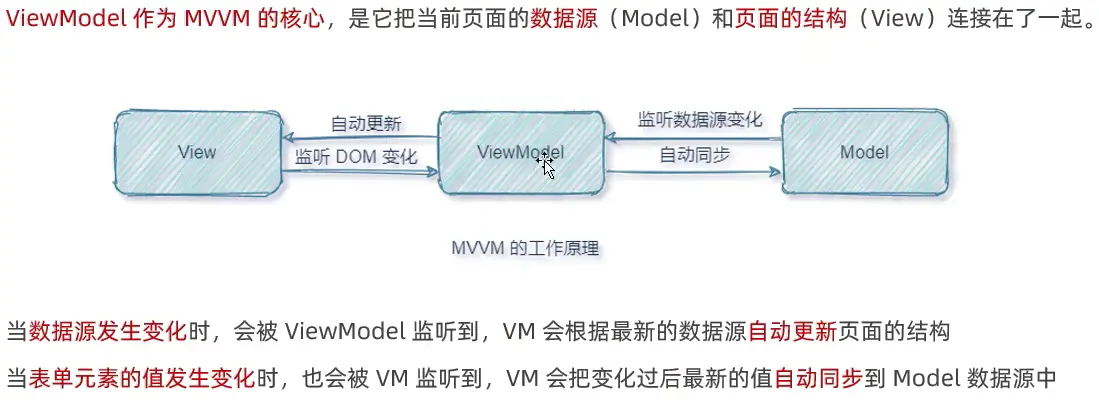 ViewModel 作为 MVVM 的核心，是它把当前页面的数据源（Model）和页面的结构（View）连接在了一起。
自动更新
监听数据源变化
View
监听 DOM 变化
ViewModel
自动同步
Model
MVVM 的工作原理
当数据源发生变化时，会被 ViewModel 监听到，VM 会根据最新的数据源自动更新页面的结构
当表单元素的值发生变化时，也会被 VM 监听到，VM 会把变化过后最新的值自动同步到 Model 数据源中